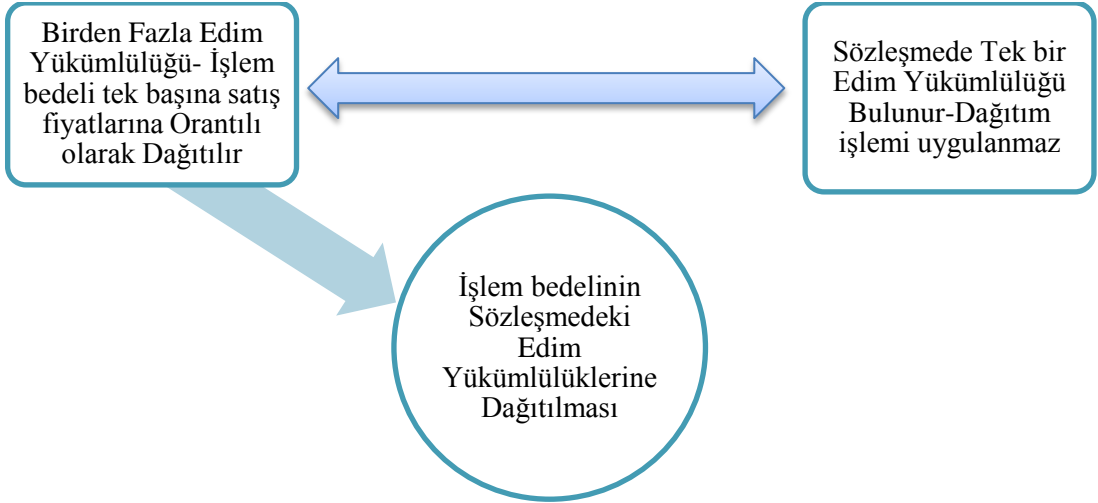 Birden Fazla Edim
Yükümlülüğü- İşlem
bedeli tek başına satış
fiyatlarına Orantılı
olarak Dağıtılır
Sözleşmede Tek bir
Edim Yükümlülüğü
Bulunur-Dağıtım
işlemi uygulanmaz
İşlem bedelinin
Sözleşmedeki
Edim
Yükümlülüklerine
Dağıtılması